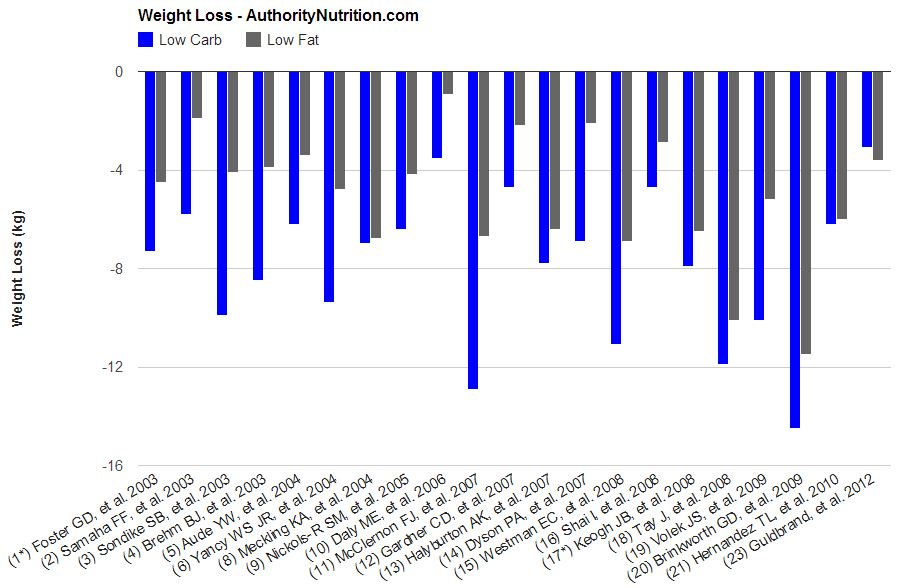 Weight Loss - AuthorityNutrition.com
Low Carb
Low Fat
0
-4
-8
-12
-16
Weight Loss (kg)
(1*) Foster GD, et al. 2003
(2) Samaha FF, et al. 2003
(3) Sondike SB, et al. 2003
(4) Brehm BJ, et al. 2003
(5) Aude YW, et al. 2004
(6) Yancy WS JR, et al. 2004
(8) Mecking KA, et al. 2004
(9) Nickols-R SM, et al. 2005
(10) Daly ME, et al. 2006
(11) McClernon FJ, et al. 2007
(12) Gardner CD, et al. 2007
(13) Halyburton AK, et al. 2007
(14) Dyson PA, et al. 2007
(15) Westman EC, et al. 2008
(16) Shai I, et al. 2008
(17*) Keogh JB, et al. 2008
(18) Tay J, et al. 2008
(19) Volek JS, et al. 2009
(20) Brinkworth GD, et al. 2009
(21) Hernandez TL, et al. 2010
(23) Guldbrand, et al. 2012